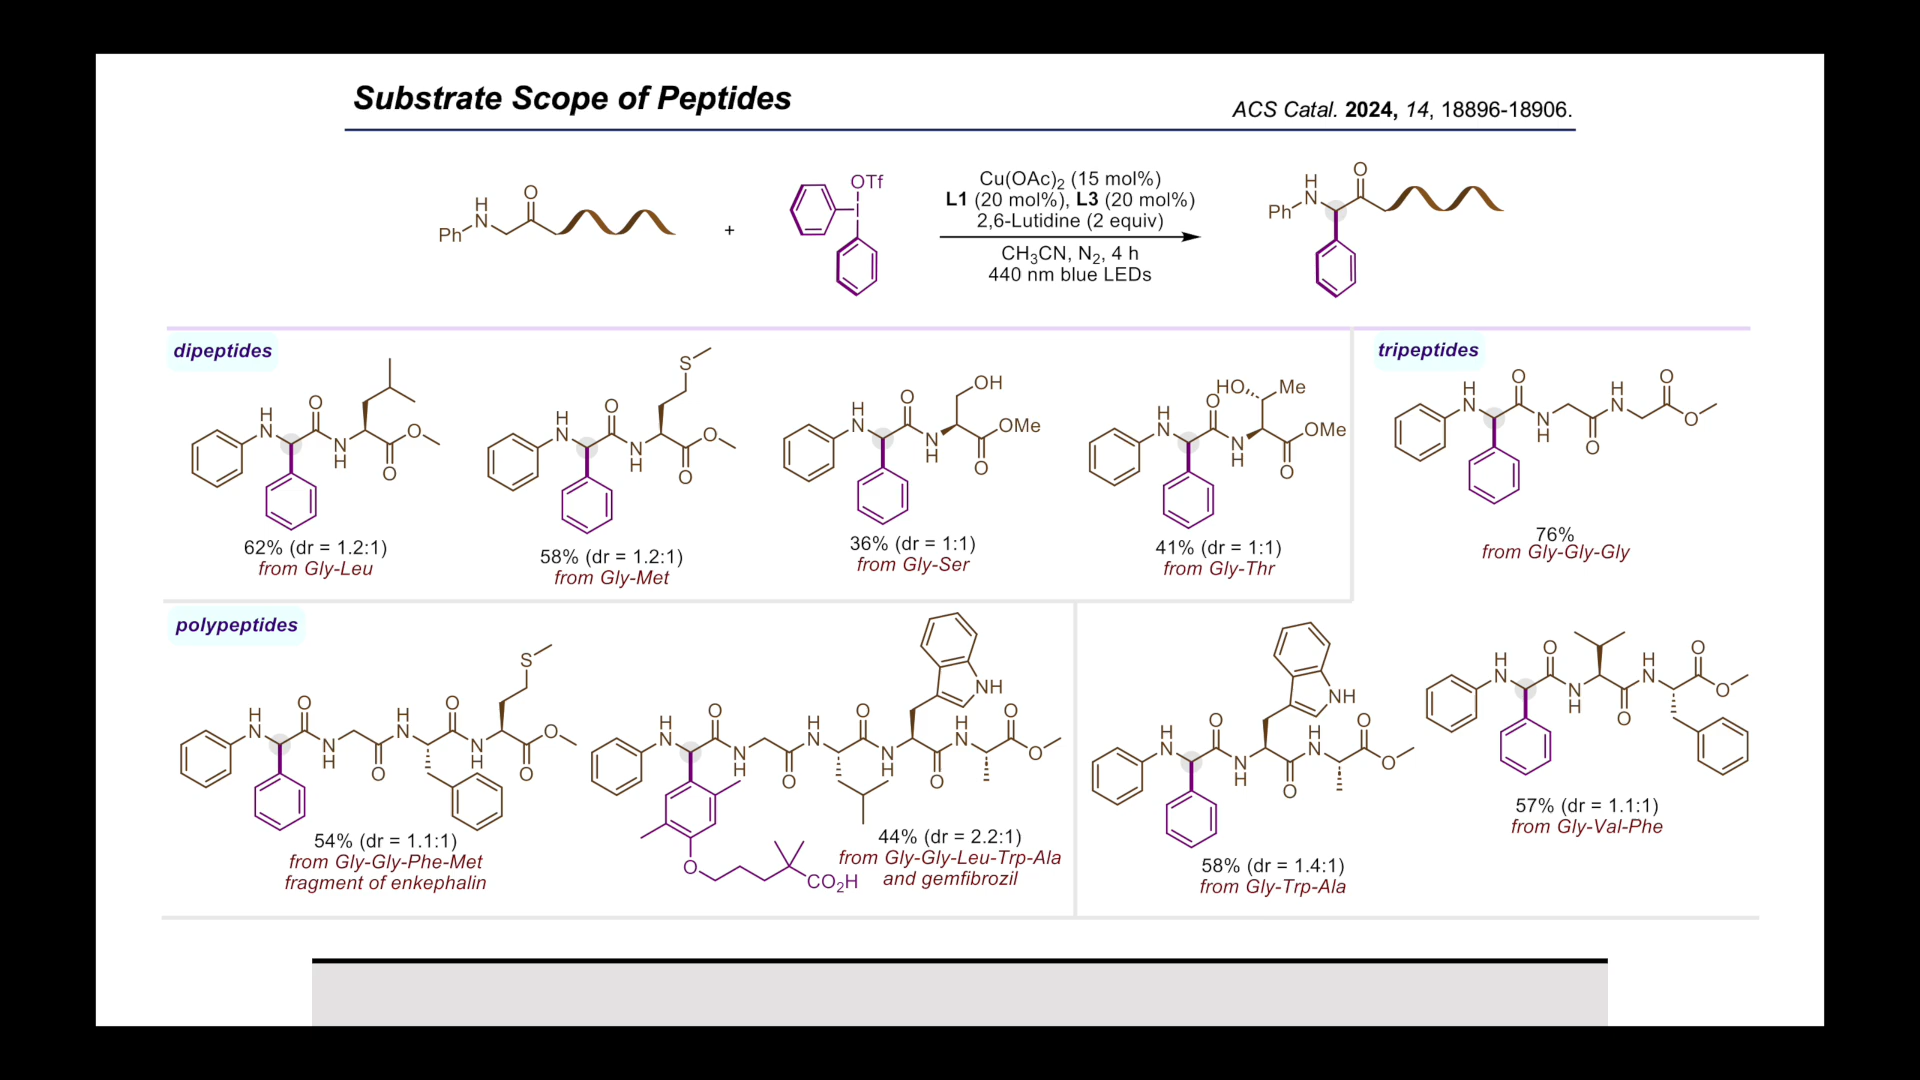 Substrate Scope of Peptides
ACS Catal. 2024, 14, 18896-18906.
Ph
H
N
O
+
OTf
I
Cu(OAc)2 (15 mol%)
L1 (20 mol%), L3 (20 mol%)
2,6-Lutidine (2 equiv)
CH3CN, N2, 4 h
440 nm blue LEDs
Ph
H
N
O
dipeptides
H
N
O
N
H
O
O
62% (dr = 1.2:1)
from Gly-Leu
H
N
O
N
H
S
O
O
58% (dr = 1.2:1)
from Gly-Met
H
N
O
N
H
OH
OMe
O
36% (dr = 1:1)
from Gly-Ser
H
N
O
N
H
HO
Me
OMe
O
41% (dr = 1:1)
from Gly-Thr
tripeptides
H
N
O
N
H
O
H
N
O
O
76%
from Gly-Gly-Gly
polypeptides
H
N
O
N
H
O
H
N
O
N
H
S
O
O
54% (dr = 1.1:1)
from Gly-Gly-Phe-Met
fragment of enkephalin
H
N
O
N
H
O
H
N
O
N
H
NH
O
H
N
O
O
O
CO2H
44% (dr = 2.2:1)
from Gly-Gly-Leu-Trp-Ala
and gemfibrozil
H
N
O
N
H
NH
O
H
N
O
O
58% (dr = 1.4:1)
from Gly-Trp-Ala
H
N
O
N
H
O
H
N
O
O
57% (dr = 1.1:1)
from Gly-Val-Phe